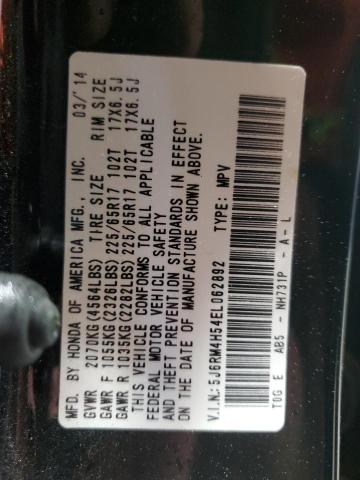 MFD. BY HONDA OF AMERICA MFG., INC. 03/'14
GVWR 2070KG(4564LBS) TIRE SIZE RIM SIZE
GAWR F 1055KG(2326LBS) 225/65R17 102T 17X6.5J
GAWR R 1035KG(2282LBS) 225/65R17 102T 17X6.5J
THIS VEHICLE CONFORMS TO ALL APPLICABLE
FEDERAL MOTOR VEHICLE SAFETY
AND THEFT PREVENTION STANDARDS IN EFFECT
ON THE DATE OF MANUFACTURE SHOWN ABOVE.
V.I.N.:5J6RM4H54EL062892 TYPE: MPV
T0G E AB5 - NH731P - A - L